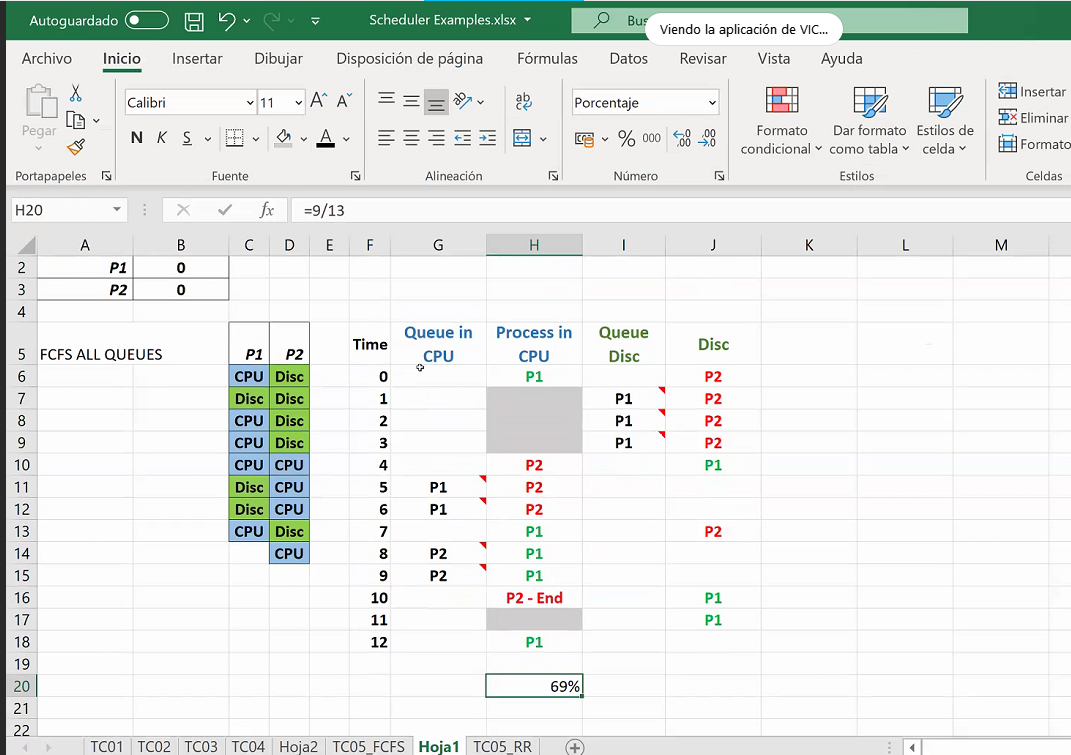 Autoguardado
Scheduler Examples.xlsx
Viendo la aplicación de VIC...
Archivo Inicio Insertar Dibujar Disposición de página Fórmulas Datos Revisar Vista Ayuda
Pegar
Calibri 11
Porcentaje
N K S
% 000
Formato condicional
Dar formato como tabla
Estilos de celda
Insertar
Eliminar
Formato
Portapapeles Fuente Alineación Número Estilos Celdas
H20 fx =9/13
A B C D E F G H I J K L M
2 P1 0
3 P2 0
4
5 FCFS ALL QUEUES P1 P2 Time Queue in CPU Process in CPU Queue Disc Disc
6 CPU Disc 0 P1 P2
7 Disc Disc 1 P1 P2
8 CPU Disc 2 P1 P2
9 CPU Disc 3 P1 P2
10 CPU CPU 4 P2 P1
11 Disc CPU 5 P1 P2
12 Disc CPU 6 P1 P2
13 CPU Disc 7 P1 P2
14 CPU 8 P2 P1
15 9 P2 P1
16 10 P2 - End P1
17 11 P1
18 12 P1
19
20 69%
21
22
TC01 TC02 TC03 TC04 Hoja2 TC05_FCFS Hoja1 TC05_RR